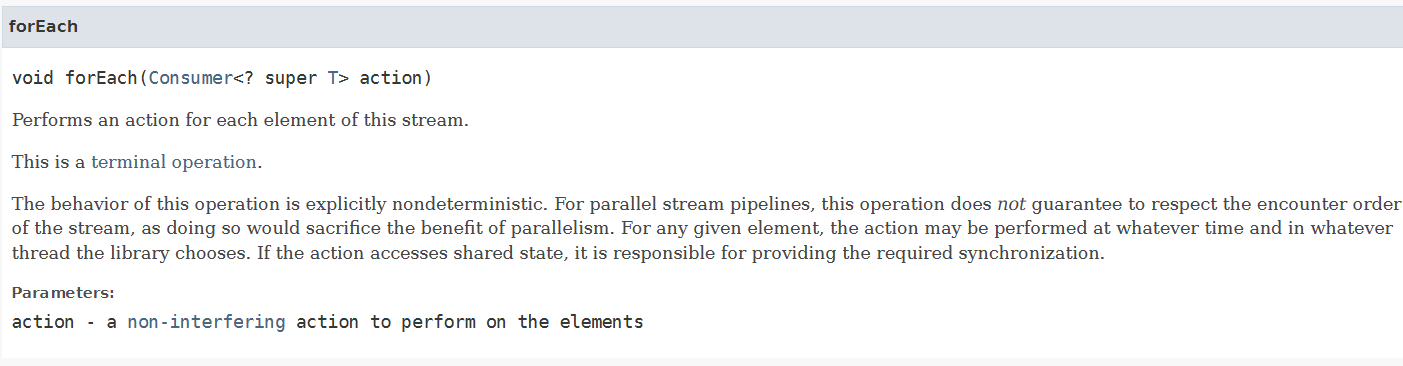 forEach
void forEach(Consumer<? super T> action)
Performs an action for each element of this stream.
This is a terminal operation.
The behavior of this operation is explicitly nondeterministic. For parallel stream pipelines, this operation does not guarantee to respect the encounter order
of the stream, as doing so would sacrifice the benefit of parallelism. For any given element, the action may be performed at whatever time and in whatever
thread the library chooses. If the action accesses shared state, it is responsible for providing the required synchronization.
Parameters:
action - a non-interfering action to perform on the elements